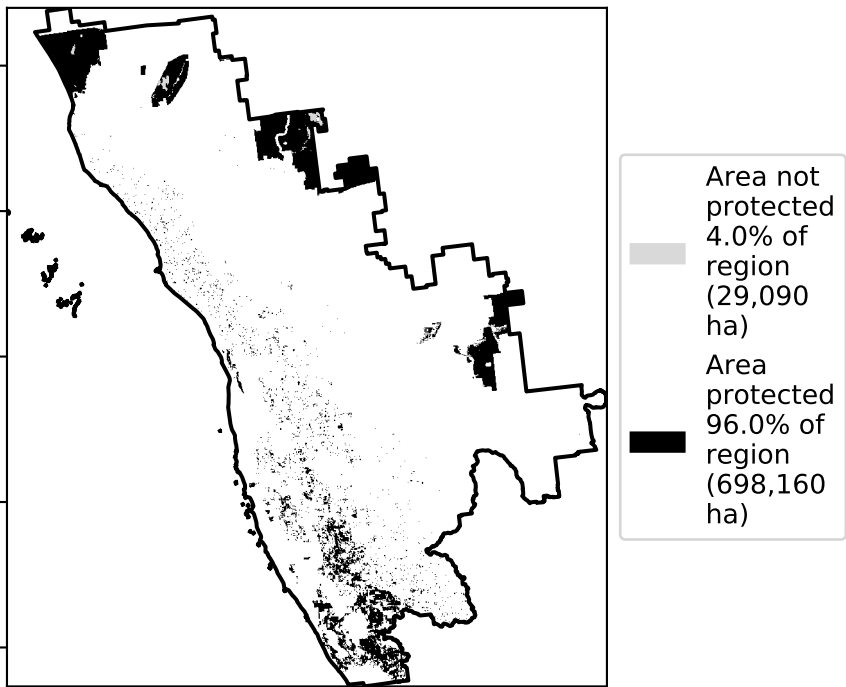 Area not
protected
4.0% of
region
(29,090
ha)
Area
protected
96.0% of
region
(698,160
ha)